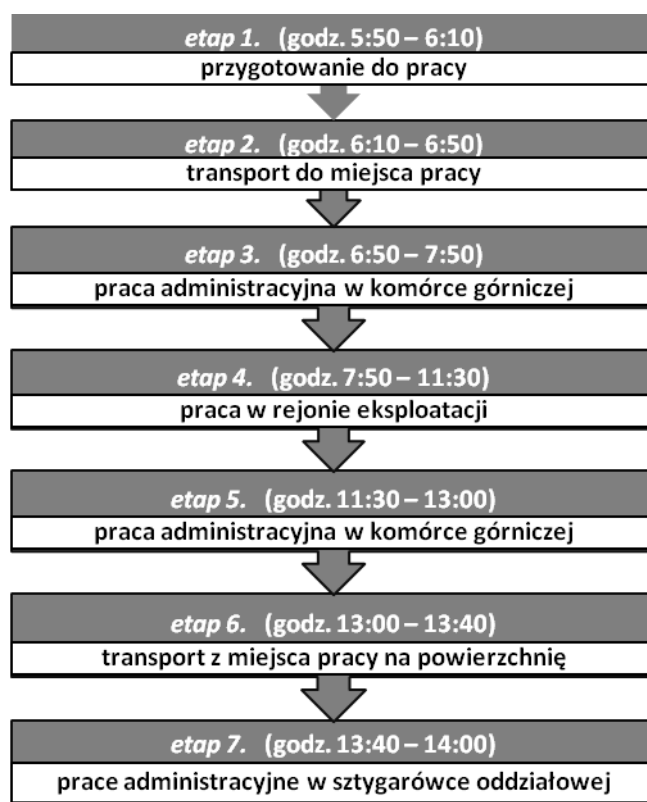 etap 1. (godz. 5:50 – 6:10)
przygotowanie do pracy
etap 2. (godz. 6:10 – 6:50)
transport do miejsca pracy
etap 3. (godz. 6:50 – 7:50)
praca administracyjna w komórce górniczej
etap 4. (godz. 7:50 – 11:30)
praca w rejonie eksploatacji
etap 5. (godz. 11:30 – 13:00)
praca administracyjna w komórce górniczej
etap 6. (godz. 13:00 – 13:40)
transport z miejsca pracy na powierzchnię
etap 7. (godz. 13:40 – 14:00)
prace administracyjne w sztygarówce oddziałowej